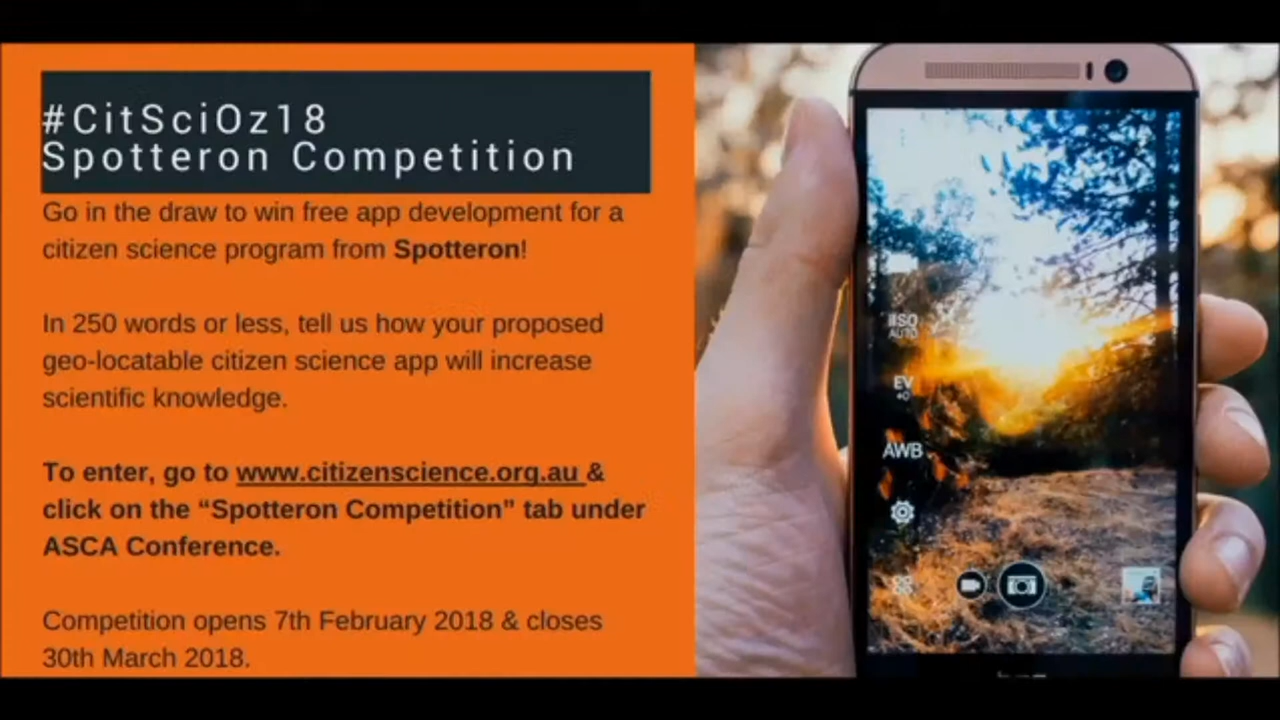 #CitSciOz18
Spotteron Competition
Go in the draw to win free app development for a
citizen science program from Spotteron!
In 250 words or less, tell us how your proposed
geo-locatable citizen science app will increase
scientific knowledge.
To enter, go to www.citizenscience.org.au &
click on the “Spotteron Competition” tab under
ASCA Conference.
Competition opens 7th February 2018 & closes
30th March 2018.
ISO
AUTO
EV
+0
AWB